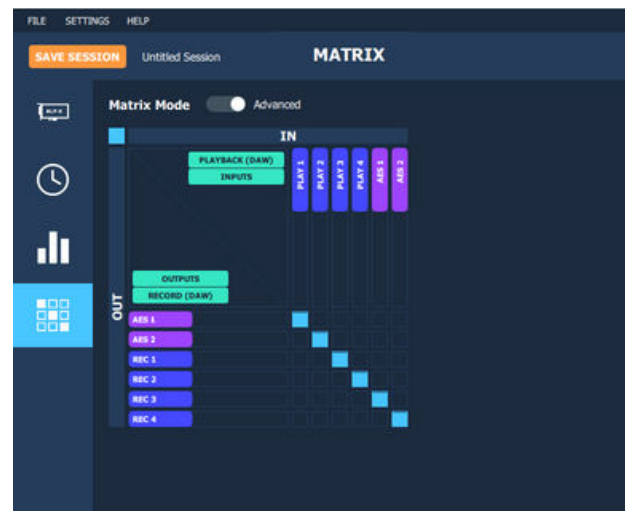 FILE SETTINGS HELP
SAVE SESSION Untitled Session MATRIX
Matrix Mode Advanced
IN
PLAYBACK (DAW)
INPUTS
PLAY 1
PLAY 2
PLAY 3
PLAY 4
AES 1
AES 2
OUT
OUTPUTS
RECORD (DAW)
AES 1
AES 2
REC 1
REC 2
REC 3
REC 4